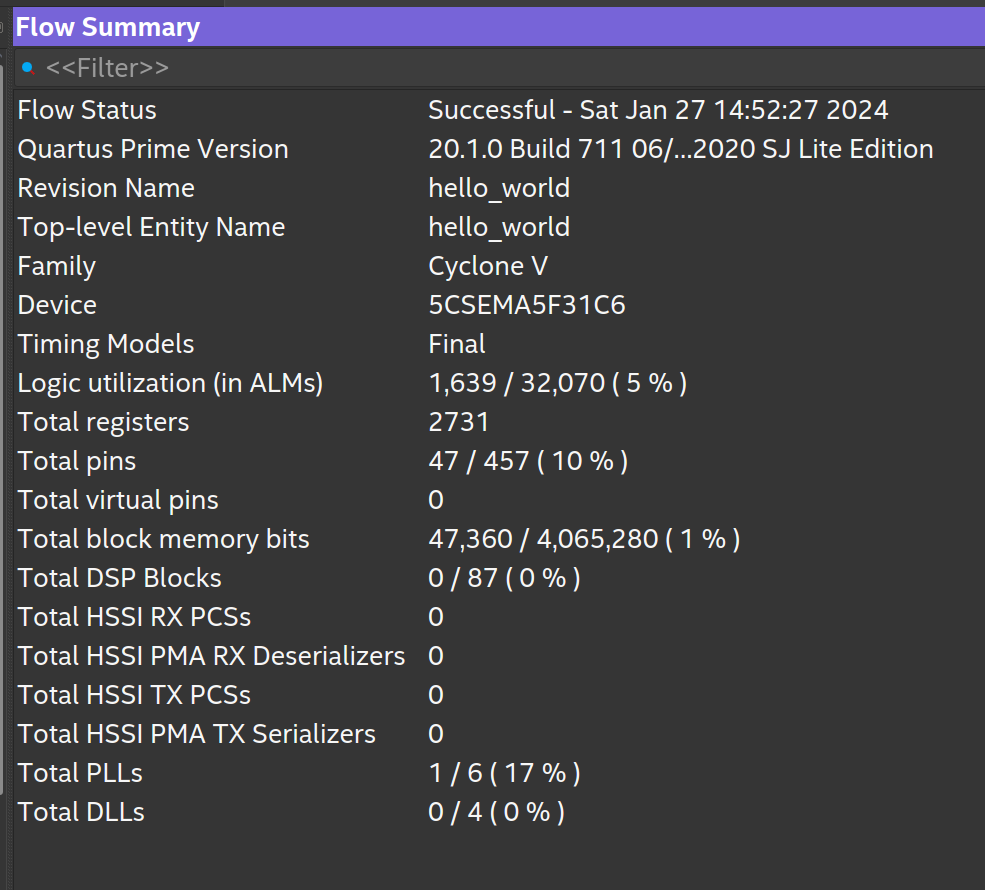 Flow Summary
<<Filter>>
Flow Status Successful - Sat Jan 27 14:52:27 2024
Quartus Prime Version 20.1.0 Build 711 06/...2020 SJ Lite Edition
Revision Name hello_world
Top-level Entity Name hello_world
Family Cyclone V
Device 5CSEMA5F31C6
Timing Models Final
Logic utilization (in ALMs) 1,639 / 32,070 ( 5 % )
Total registers 2731
Total pins 47 / 457 ( 10 % )
Total virtual pins 0
Total block memory bits 47,360 / 4,065,280 ( 1 % )
Total DSP Blocks 0 / 87 ( 0 % )
Total HSSI RX PCSs 0
Total HSSI PMA RX Deserializers 0
Total HSSI TX PCSs 0
Total HSSI PMA TX Serializers 0
Total PLLs 1 / 6 ( 17 % )
Total DLLs 0 / 4 ( 0 % )